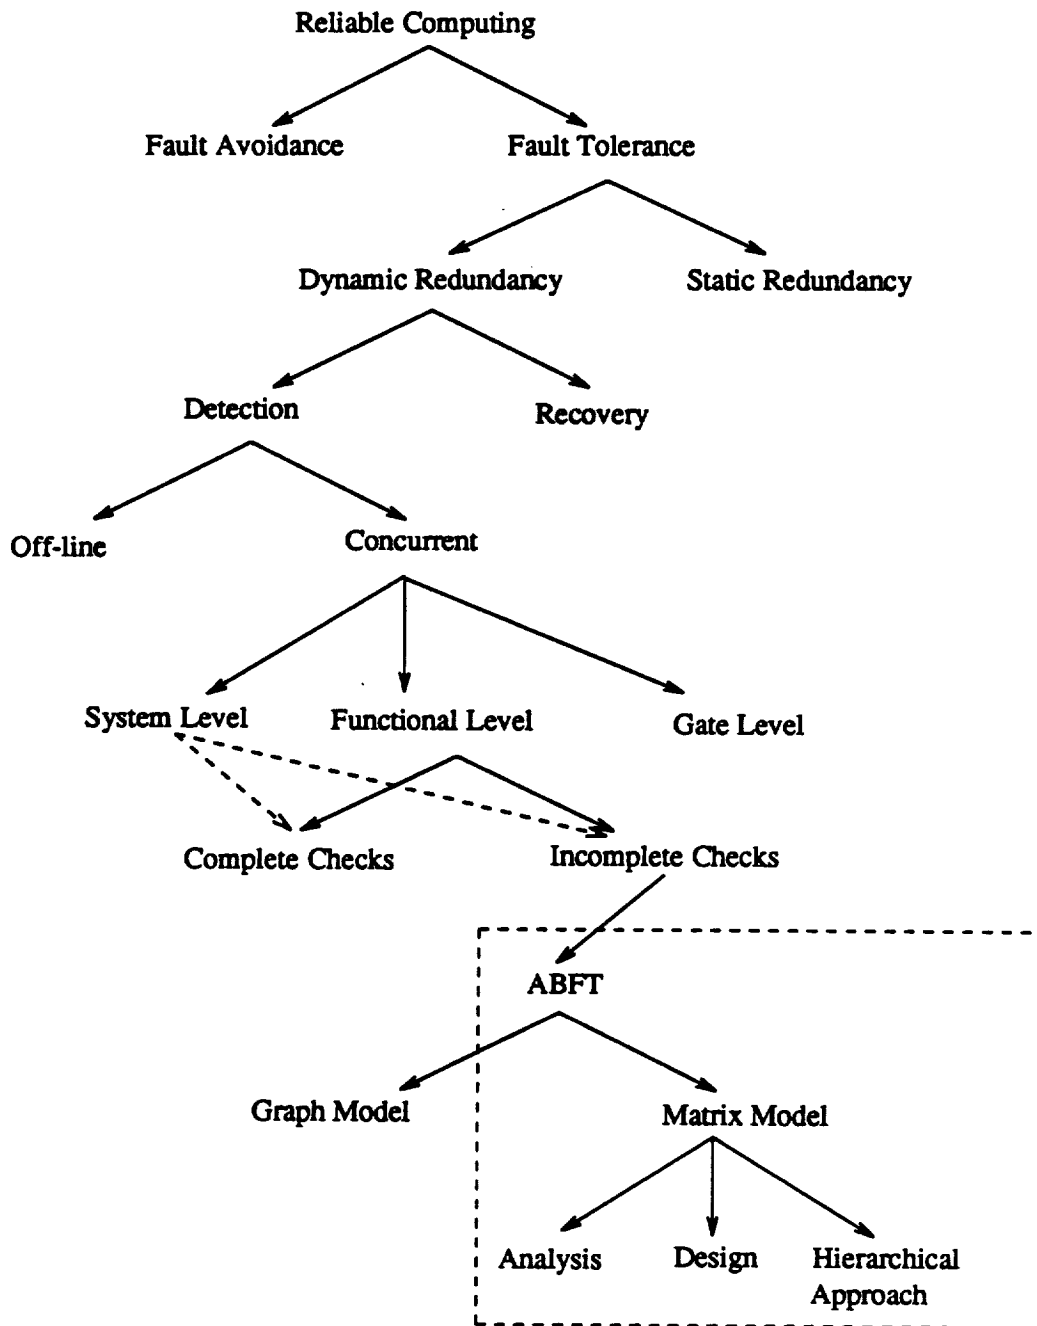 Reliable Computing
Fault Avoidance
Fault Tolerance
Dynamic Redundancy
Static Redundancy
Detection
Recovery
Off-line
Concurrent
System Level
Functional Level
Gate Level
Complete Checks
Incomplete Checks
ABFT
Graph Model
Matrix Model
Analysis
Design
Hierarchical
Approach